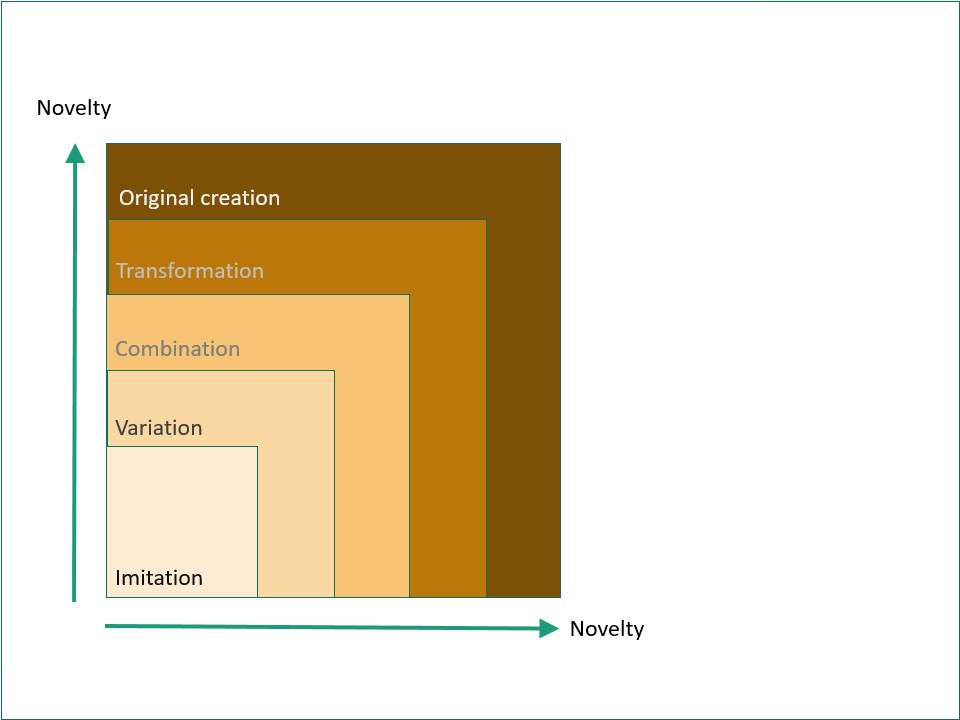 Novelty
Original creation
Transformation
Combination
Variation
Imitation
Novelty